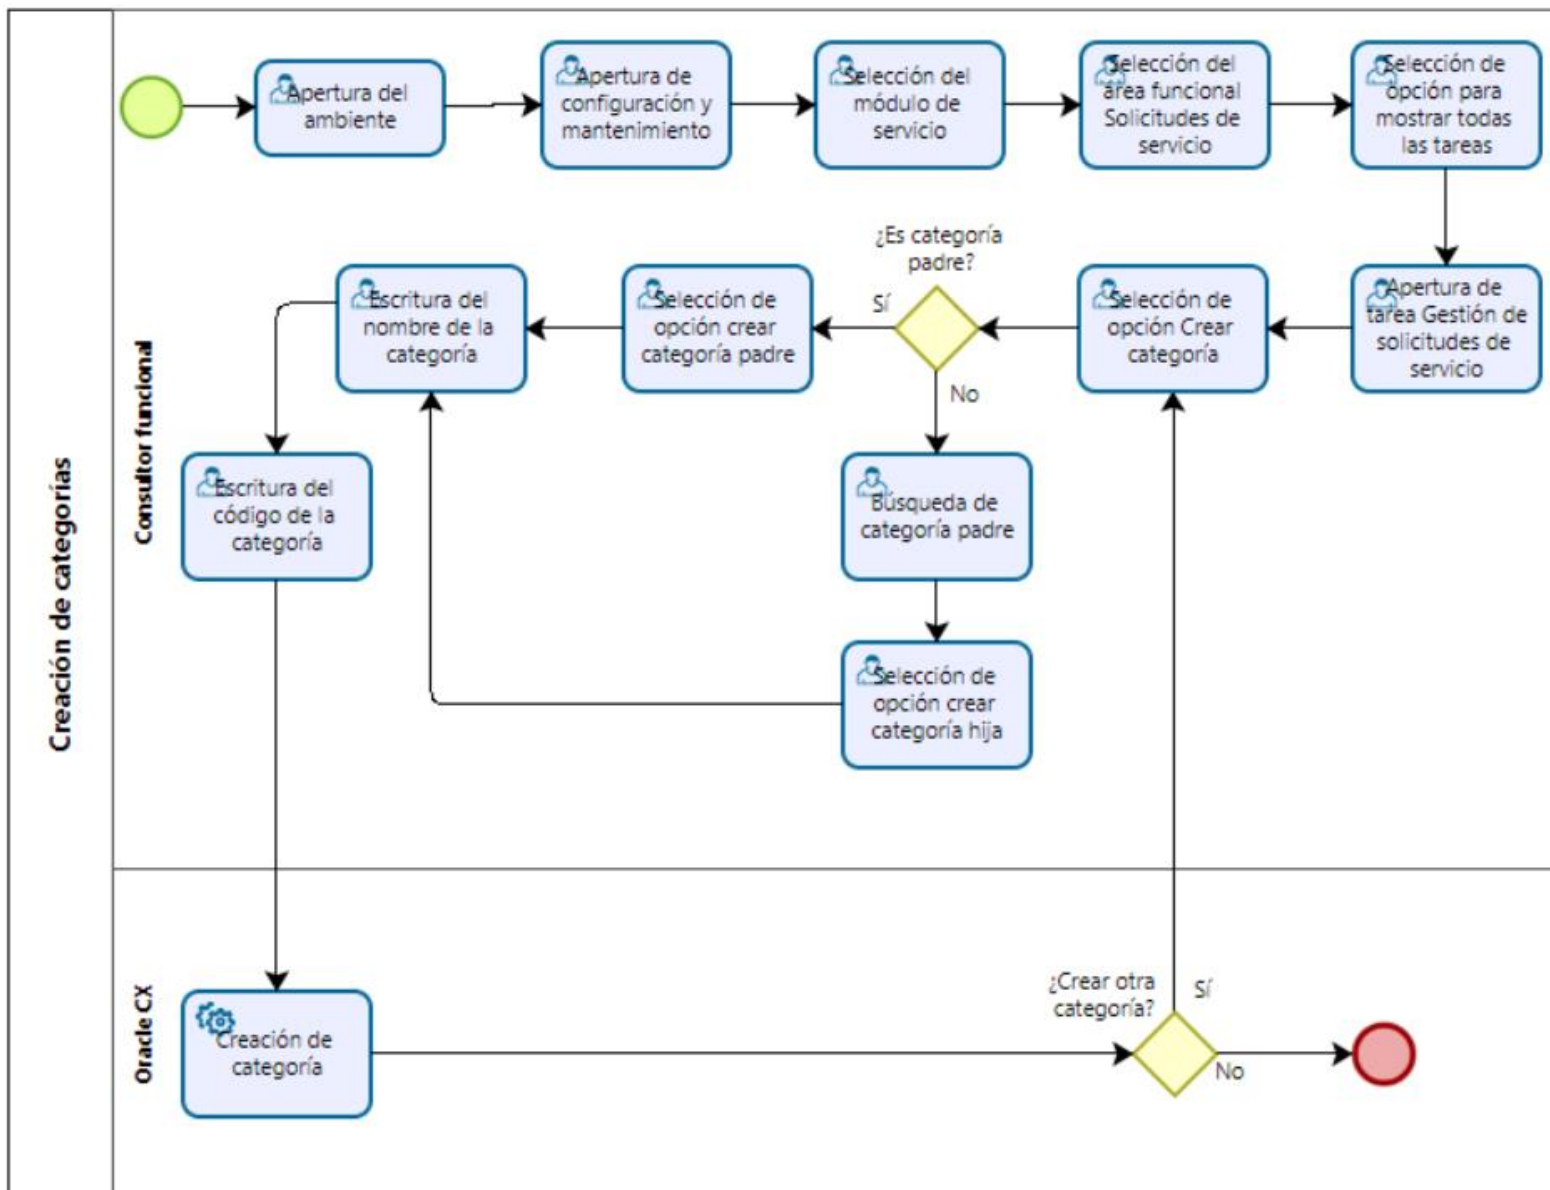 Creación de categorías
Consultor funcional
Apertura del
ambiente
Apertura de
configuración y
mantenimiento
Selección del
módulo de
servicio
Selección del
área funcional
Solicitudes de
servicio
Selección de
opción para
mostrar todas
las tareas
Apertura de
tarea Gestión de
solicitudes de
servicio
Selección de
opción Crear
categoría
¿Es categoría
padre?
Sí
No
Selección de
opción crear
categoría padre
Escritura del
nombre de la
categoría
Búsqueda de
categoría padre
Selección de
opción crear
categoría hija
Escritura del
código de la
categoría
Oracle CX
Creación de
categoría
¿Crear otra
categoría?
Sí
No